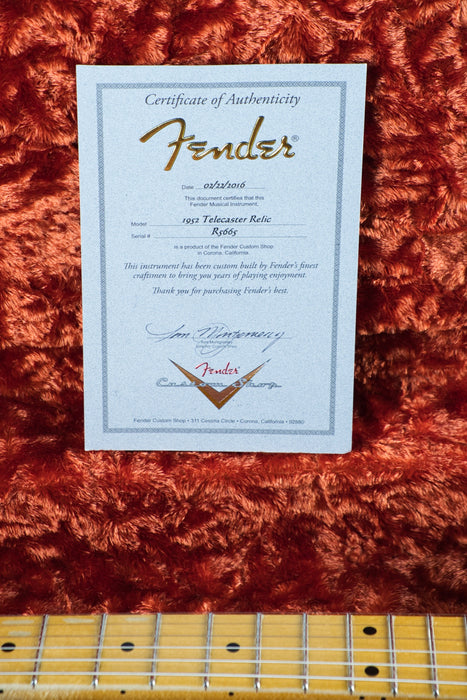 Certificate of Authenticity
Fender®
Date 02/22/2016
This document certifies that this
Fender Musical Instrument,
Model 1952 Telecaster Relic
Serial # R5665
is a product of the Fender Custom Shop
in Corona, California.
This instrument has been custom built by Fender's finest
craftsmen to bring you years of playing enjoyment.
Thank you for purchasing Fender's best.
Tom Montgomery
Fender
Custom Shop
Fender Custom Shop • 311 Cessna Circle • Corona, California • 92880